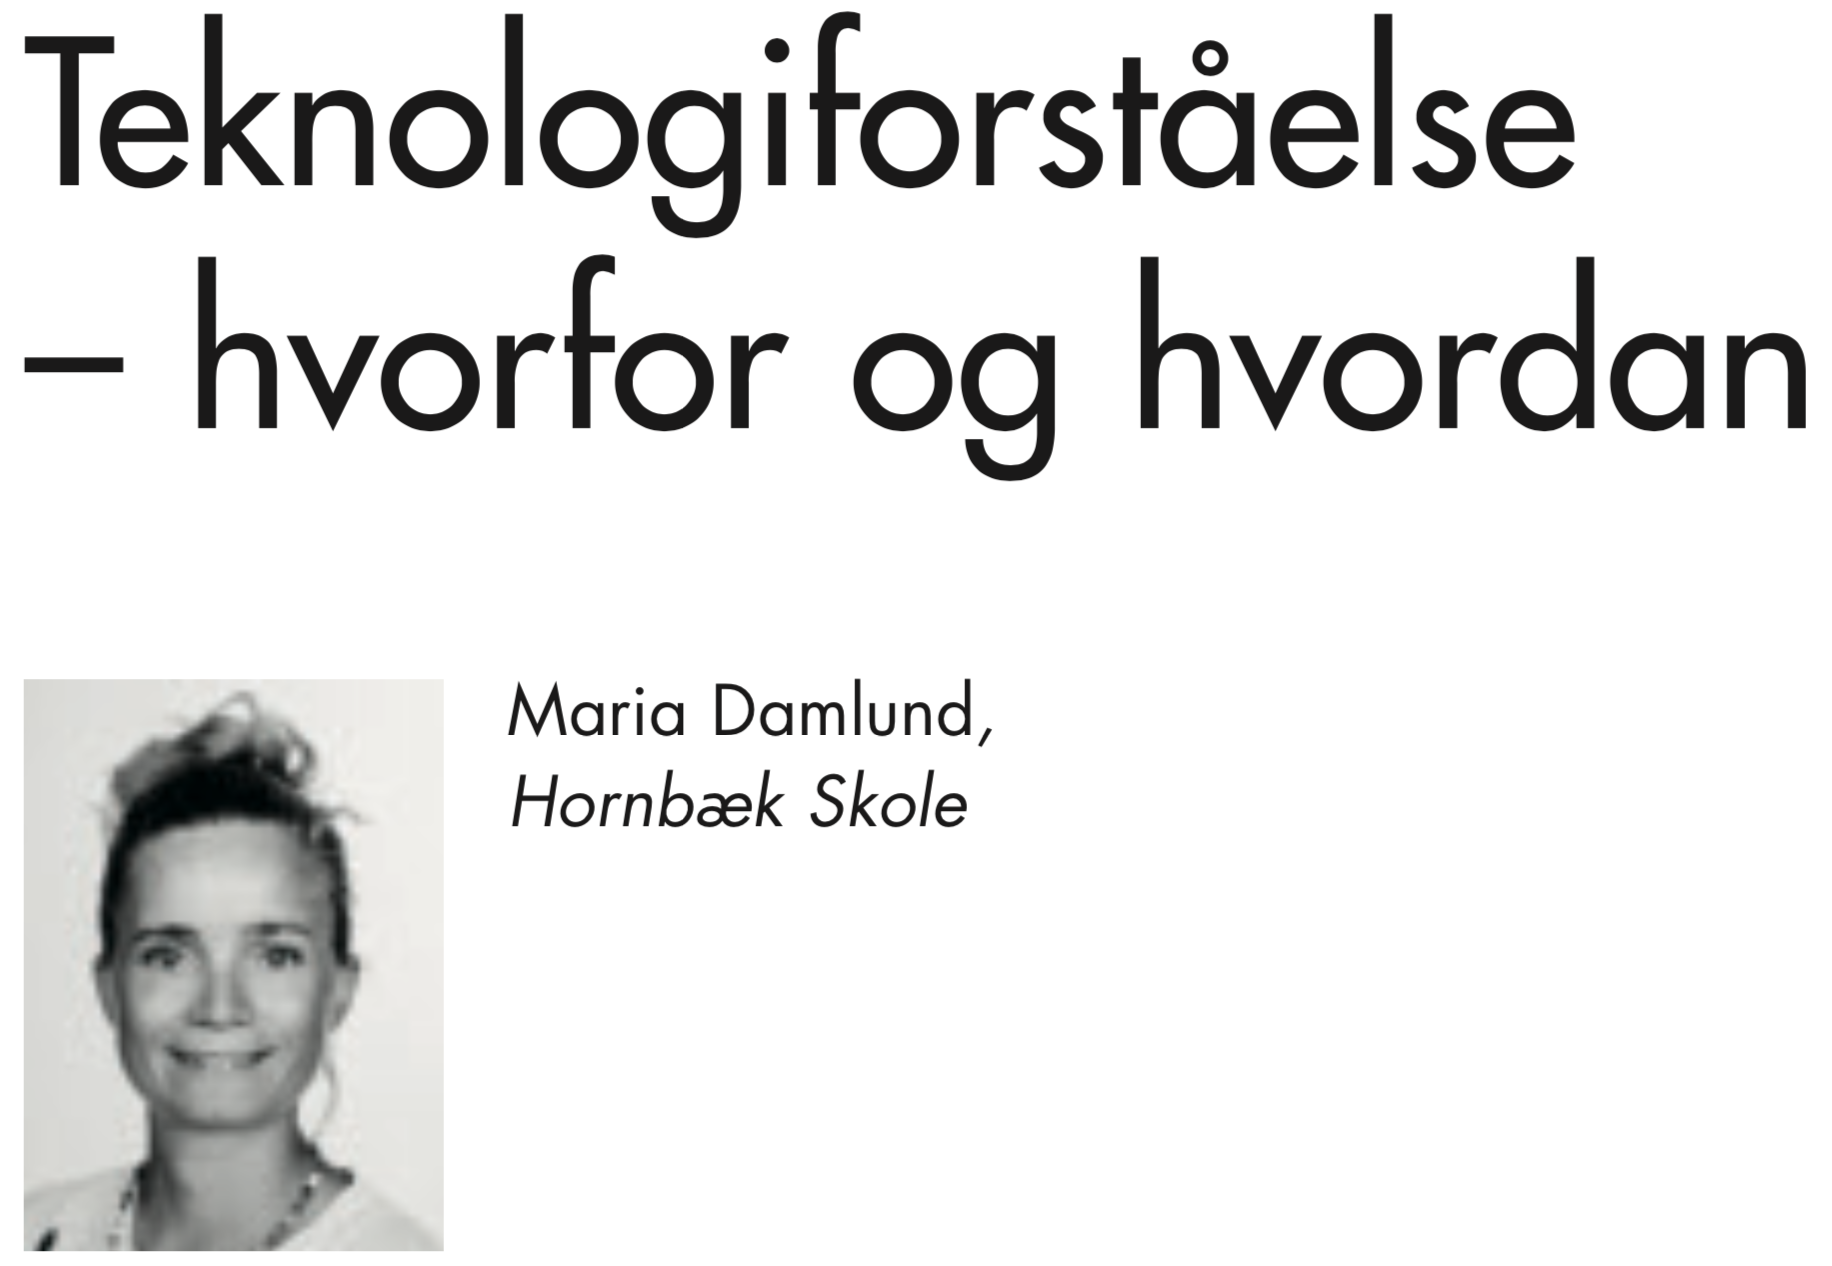 Teknologiforståelse
– hvorfor og hvordan
Maria Damlund,
Hornbæk Skole